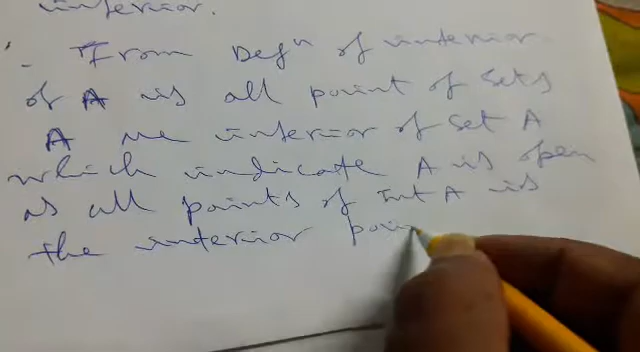 interior.
∴ From Defn of interior
of A is all point of Sets
A are interior of Set A
which indicate A is open
as all points of Int A is
the interior poin